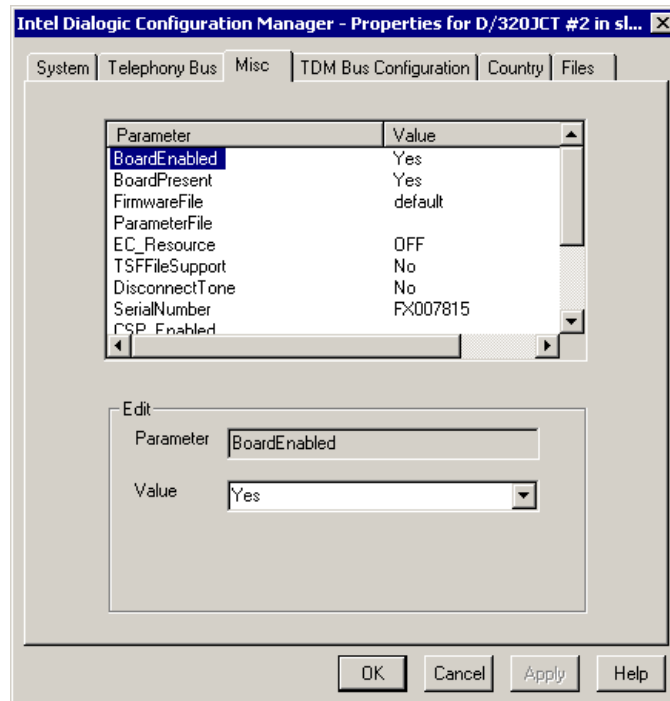 Intel Dialogic Configuration Manager - Properties for D/320JCT #2 in sl...
System Telephony Bus Misc TDM Bus Configuration Country Files
Parameter Value
BoardEnabled Yes
BoardPresent Yes
FirmwareFile default
ParameterFile
EC_Resource OFF
TSFFileSupport No
DisconnectTone No
SerialNumber FX007815
CSP_Enabled
Edit
Parameter BoardEnabled
Value Yes
OK Cancel Apply Help